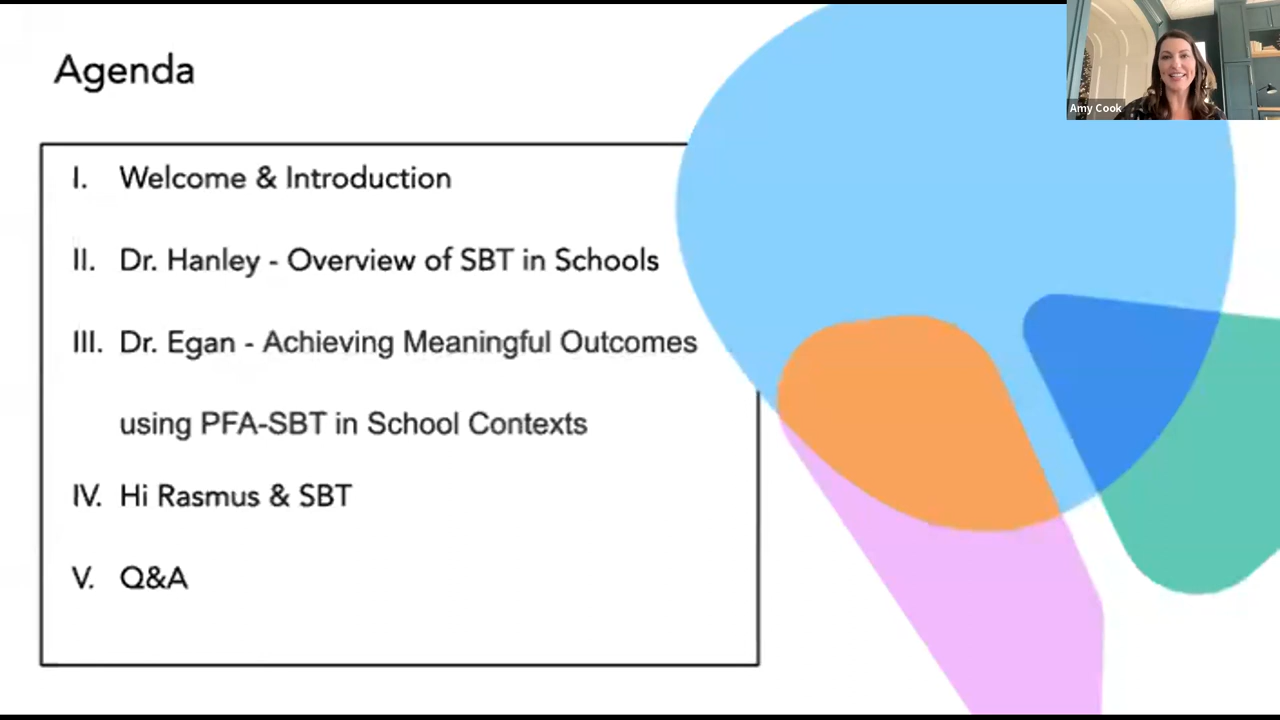 Agenda
Amy Cook
I. Welcome & Introduction
II. Dr. Hanley - Overview of SBT in Schools
III. Dr. Egan - Achieving Meaningful Outcomes
using PFA-SBT in School Contexts
IV. Hi Rasmus & SBT
V. Q&A